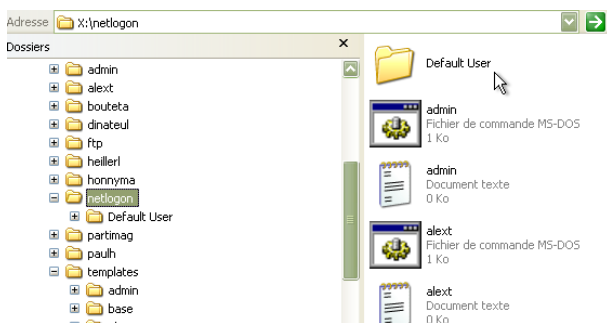 Adresse X:\netlogon
Dossiers x
admin
alext
bouteta
dinateul
ftp
heillerl
honnyma
netlogon
Default User
partimag
paulh
templates
admin
base
Default User
admin
Fichier de commande MS-DOS
1 Ko
admin
Document texte
0 Ko
alext
Fichier de commande MS-DOS
1 Ko
alext
Document texte
0 Ko